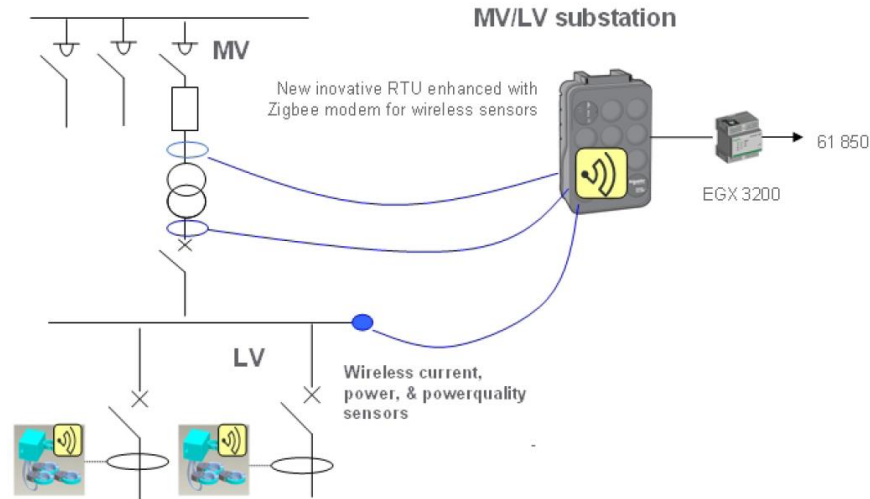 MV/LV substation
MV
New inovative RTU enhanced with
Zigbee modem for wireless sensors
61 850
EGX 3200
LV
Wireless current,
power, & powerquality
sensors
-